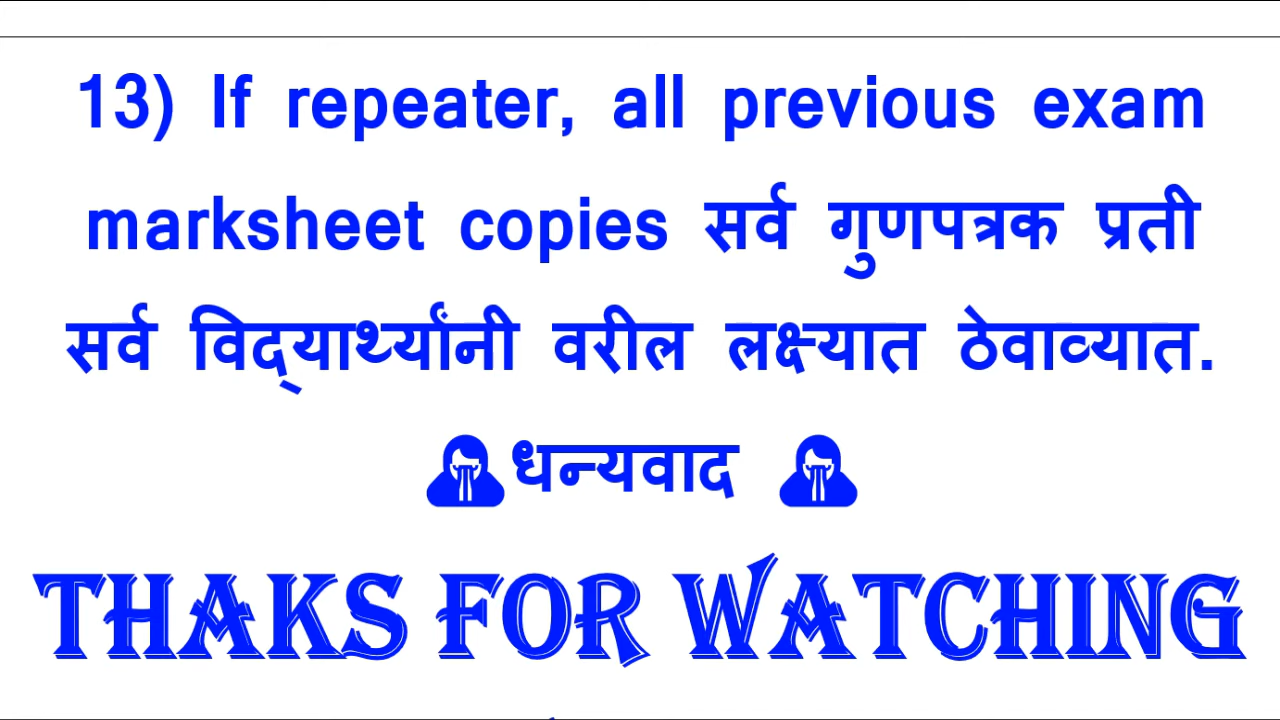 13) If repeater, all previous exam
marksheet copies सर्व गुणपत्रक प्रती
सर्व विद्‌यार्थ्यांनी वरील लक्ष्यात ठेवाव्यात.
धन्यवाद
THAKS FOR WATCHING